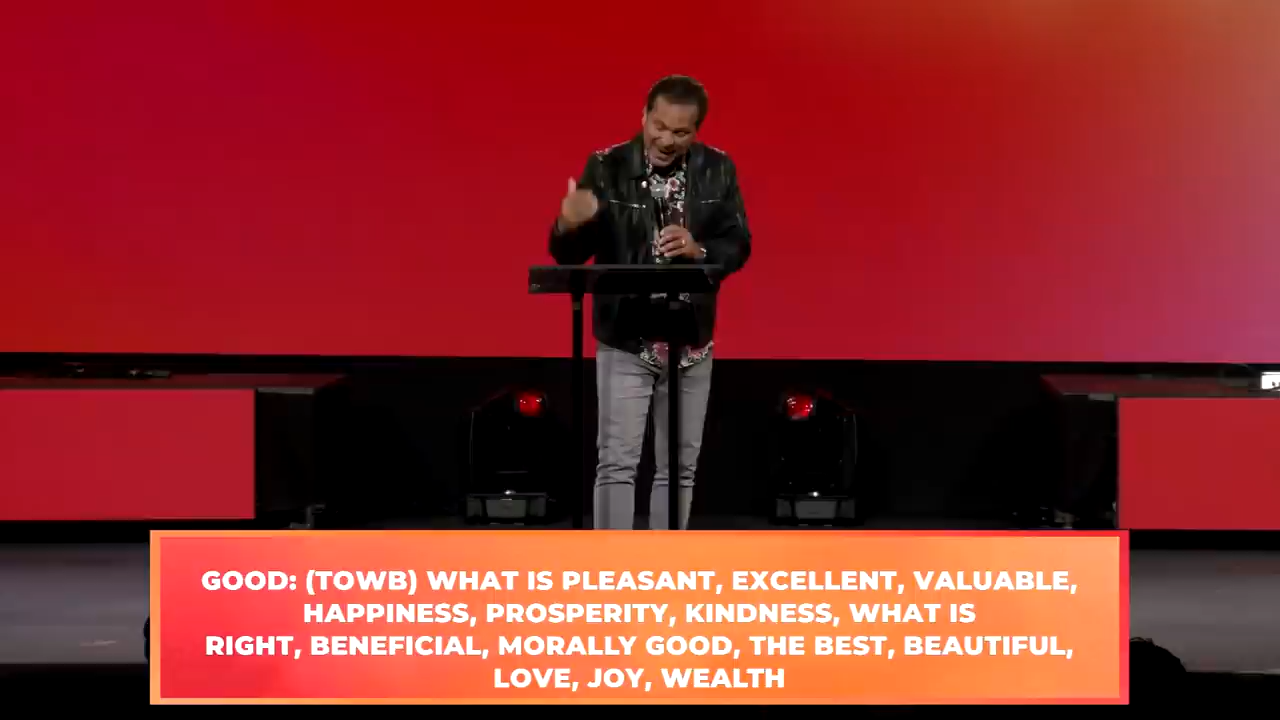 GOOD: (TOWB) WHAT IS PLEASANT, EXCELLENT, VALUABLE,
HAPPINESS, PROSPERITY, KINDNESS, WHAT IS
RIGHT, BENEFICIAL, MORALLY GOOD, THE BEST, BEAUTIFUL,
LOVE, JOY, WEALTH